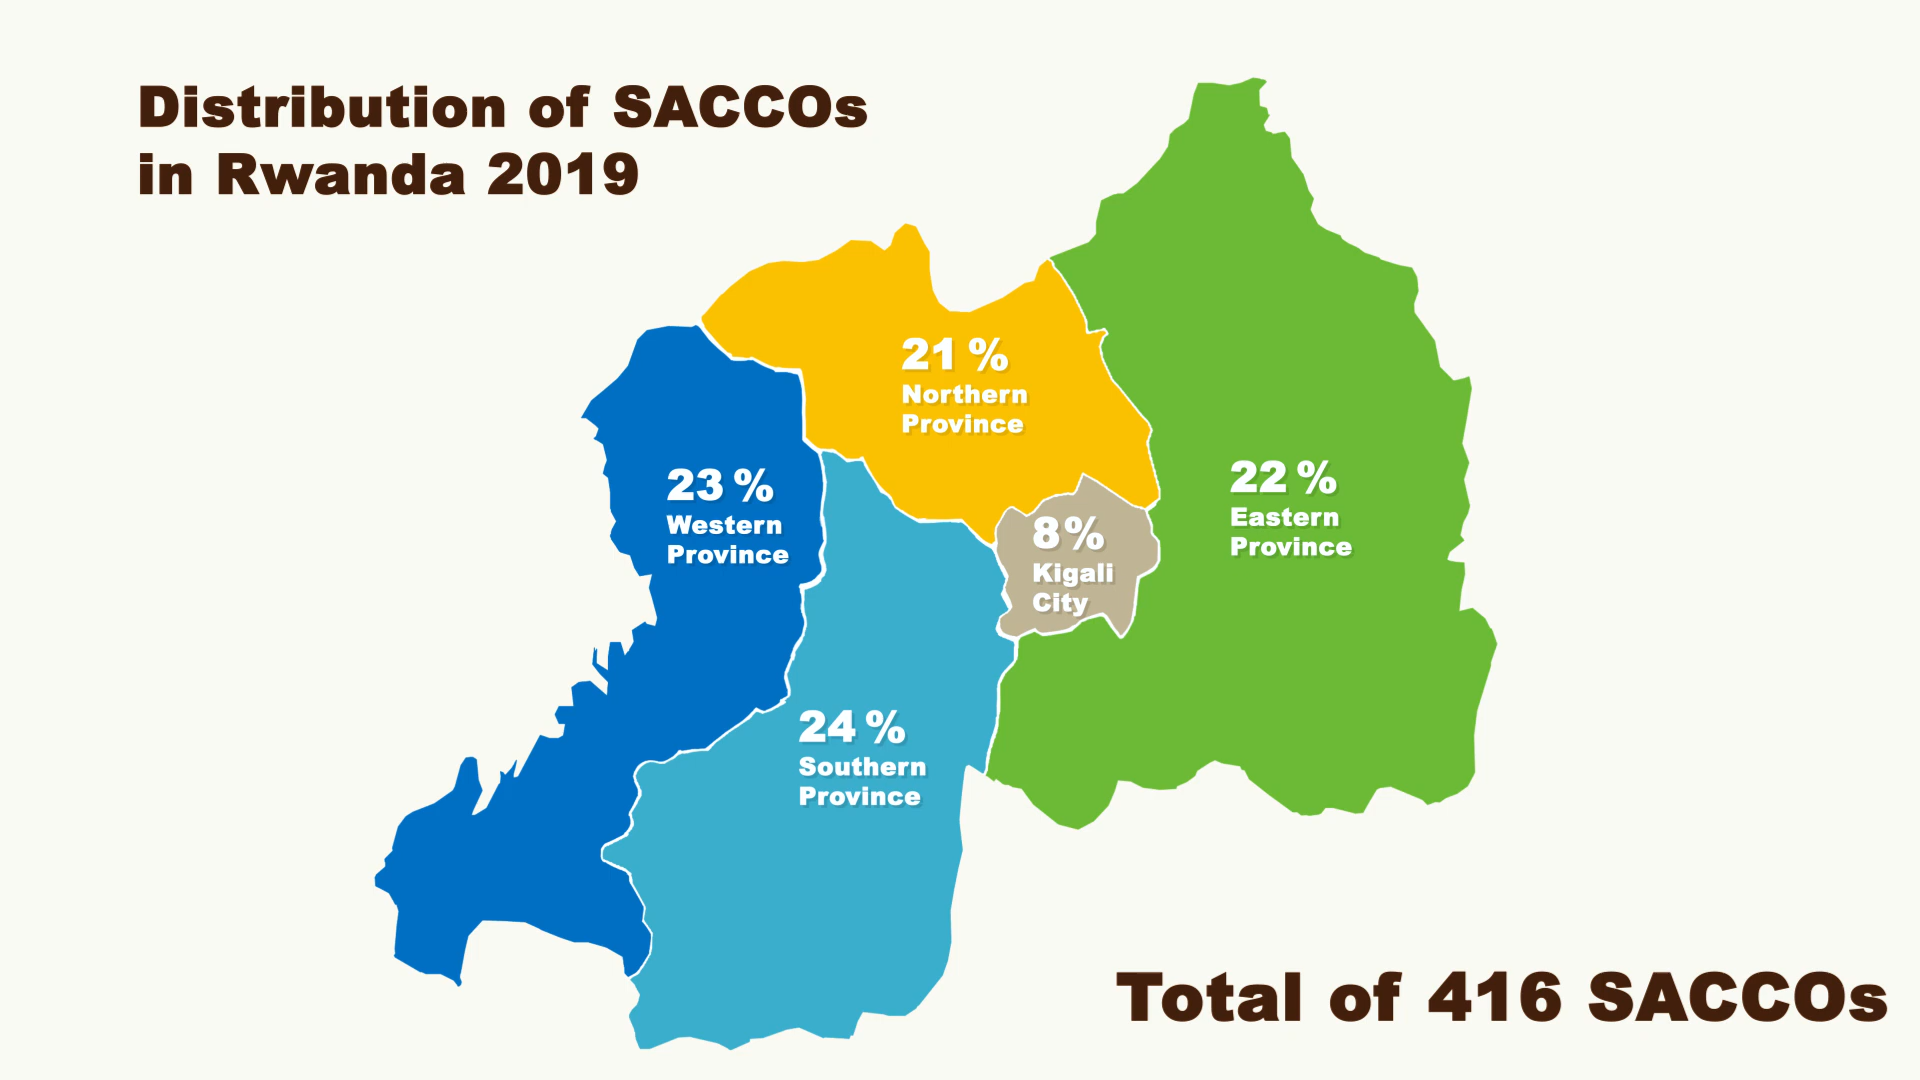 Distribution of SACCOs
in Rwanda 2019
21 %
Northern
Province
23 %
Western
Province
22 %
Eastern
Province
8%
Kigali
City
24 %
Southern
Province
Total of 416 SACCOs